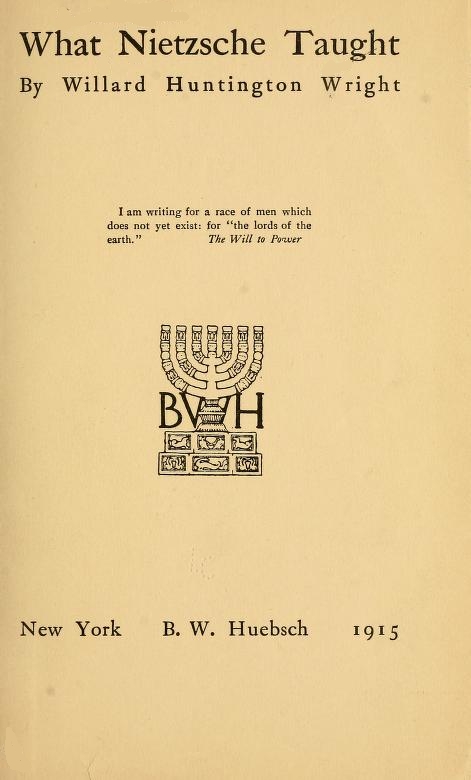 What Nietzsche Taught
By Willard Huntington Wright
I am writing for a race of men which
does not yet exist: for "the lords of the
earth." The Will to Power
BWH
New York B. W. Huebsch 1915